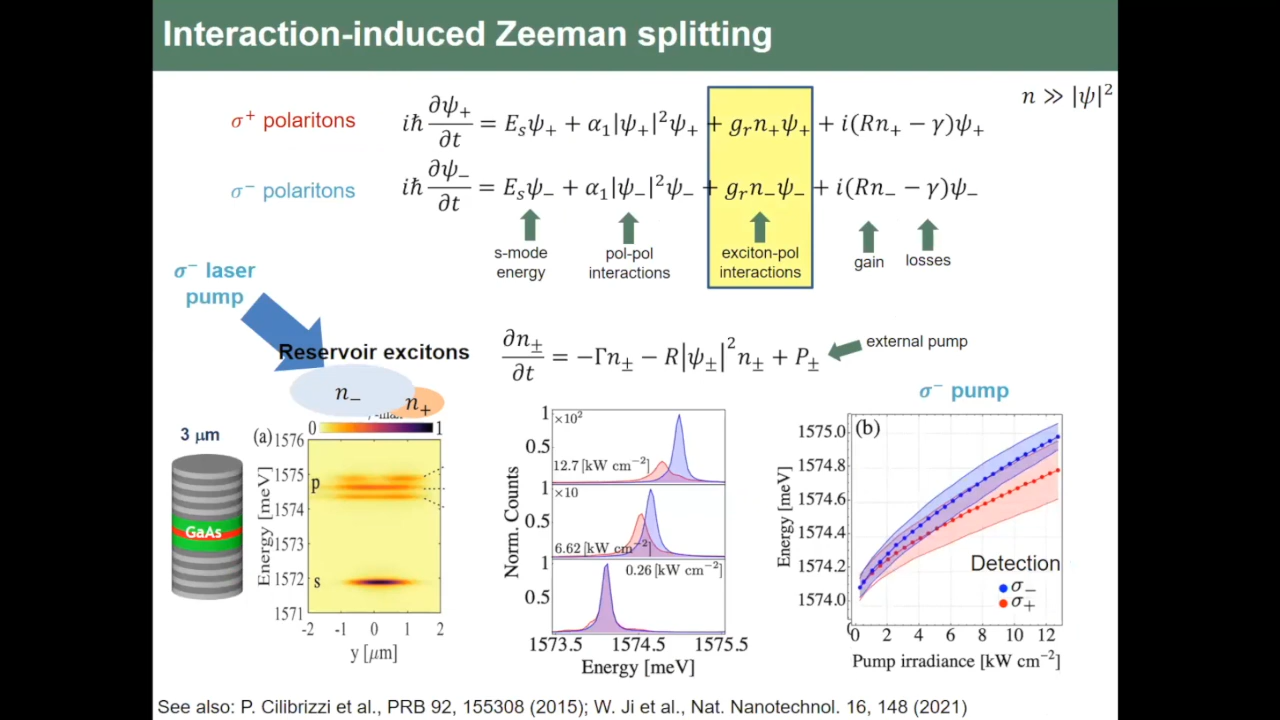 Interaction-induced Zeeman splitting
n ≫ |ψ|²
σ⁺ polaritons
iħ ∂ψ₊/∂t = Eₛψ₊ + α₁|ψ₊|²ψ₊ + gᵣn₊ψ₊ + i(Rn₊ − γ)ψ₊
σ⁻ polaritons
iħ ∂ψ₋/∂t = Eₛψ₋ + α₁|ψ₋|²ψ₋ + gᵣn₋ψ₋ + i(Rn₋ − γ)ψ₋
s-mode
energy
pol-pol
interactions
exciton-pol
interactions
gain
losses
σ⁻ laser
pump
Reservoir excitons
n₋
n₊
∂n±/∂t = −Γn± − R|ψ±|²n± + P±
external pump
σ⁻ pump
3 μm
GaAs
0
1
(a)
1576
1575
1574
1573
1572
1571
Energy [meV]
p
s
-2 -1 0 1 2
y [μm]
Norm. Counts
1
0.5
×10²
12.7 [kW cm⁻²]
1
0.5
×10
6.62 [kW cm⁻²]
1
0.5
0.26 [kW cm⁻²]
1573.5 1574.5 1575.5
Energy [meV]
(b)
1575.0
1574.8
1574.6
1574.4
1574.2
1574.0
Energy [meV]
Detection
σ₋
σ₊
0 2 4 6 8 10 12
Pump irradiance [kW cm⁻²]
See also: P. Cilibrizzi et al., PRB 92, 155308 (2015); W. Ji et al., Nat. Nanotechnol. 16, 148 (2021)